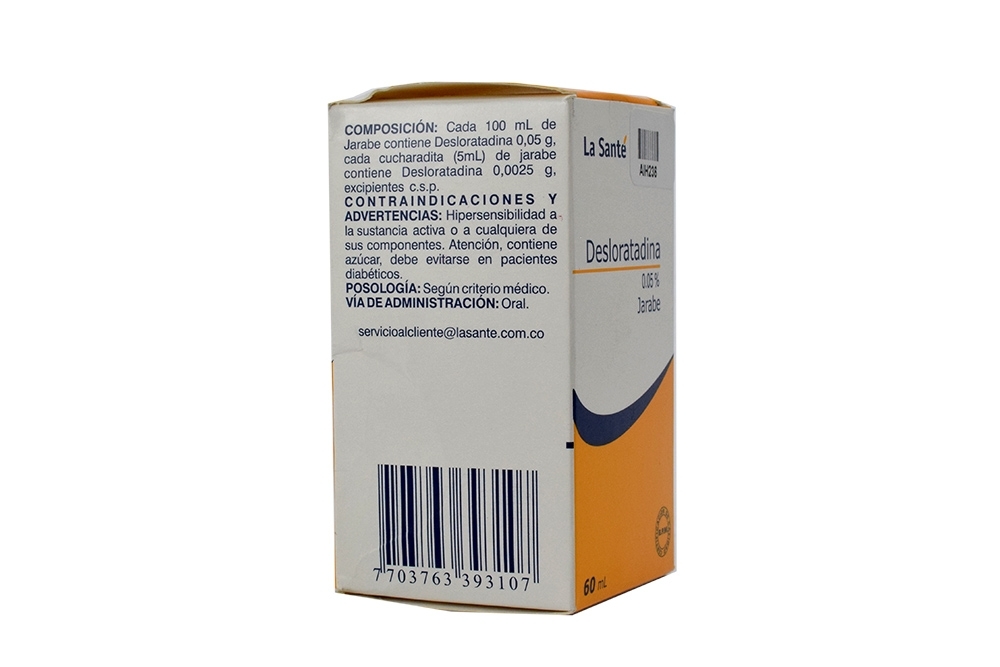 COMPOSICIÓN: Cada 100 mL de
Jarabe contiene Desloratadina 0,05 g,
cada cucharadita (5mL) de jarabe
contiene Desloratadina 0,0025 g,
excipientes c.s.p.
CONTRAINDICACIONES Y
ADVERTENCIAS: Hipersensibilidad a
la sustancia activa o a cualquiera de
sus componentes. Atención, contiene
azúcar, debe evitarse en pacientes
diabéticos.
POSOLOGÍA: Según criterio médico.
VÍA DE ADMINISTRACIÓN: Oral.
servicioalcliente@lasante.com.co
7 703763 393107
La Santé
AIH236
Desloratadina
0.05 %
Jarabe
60 mL